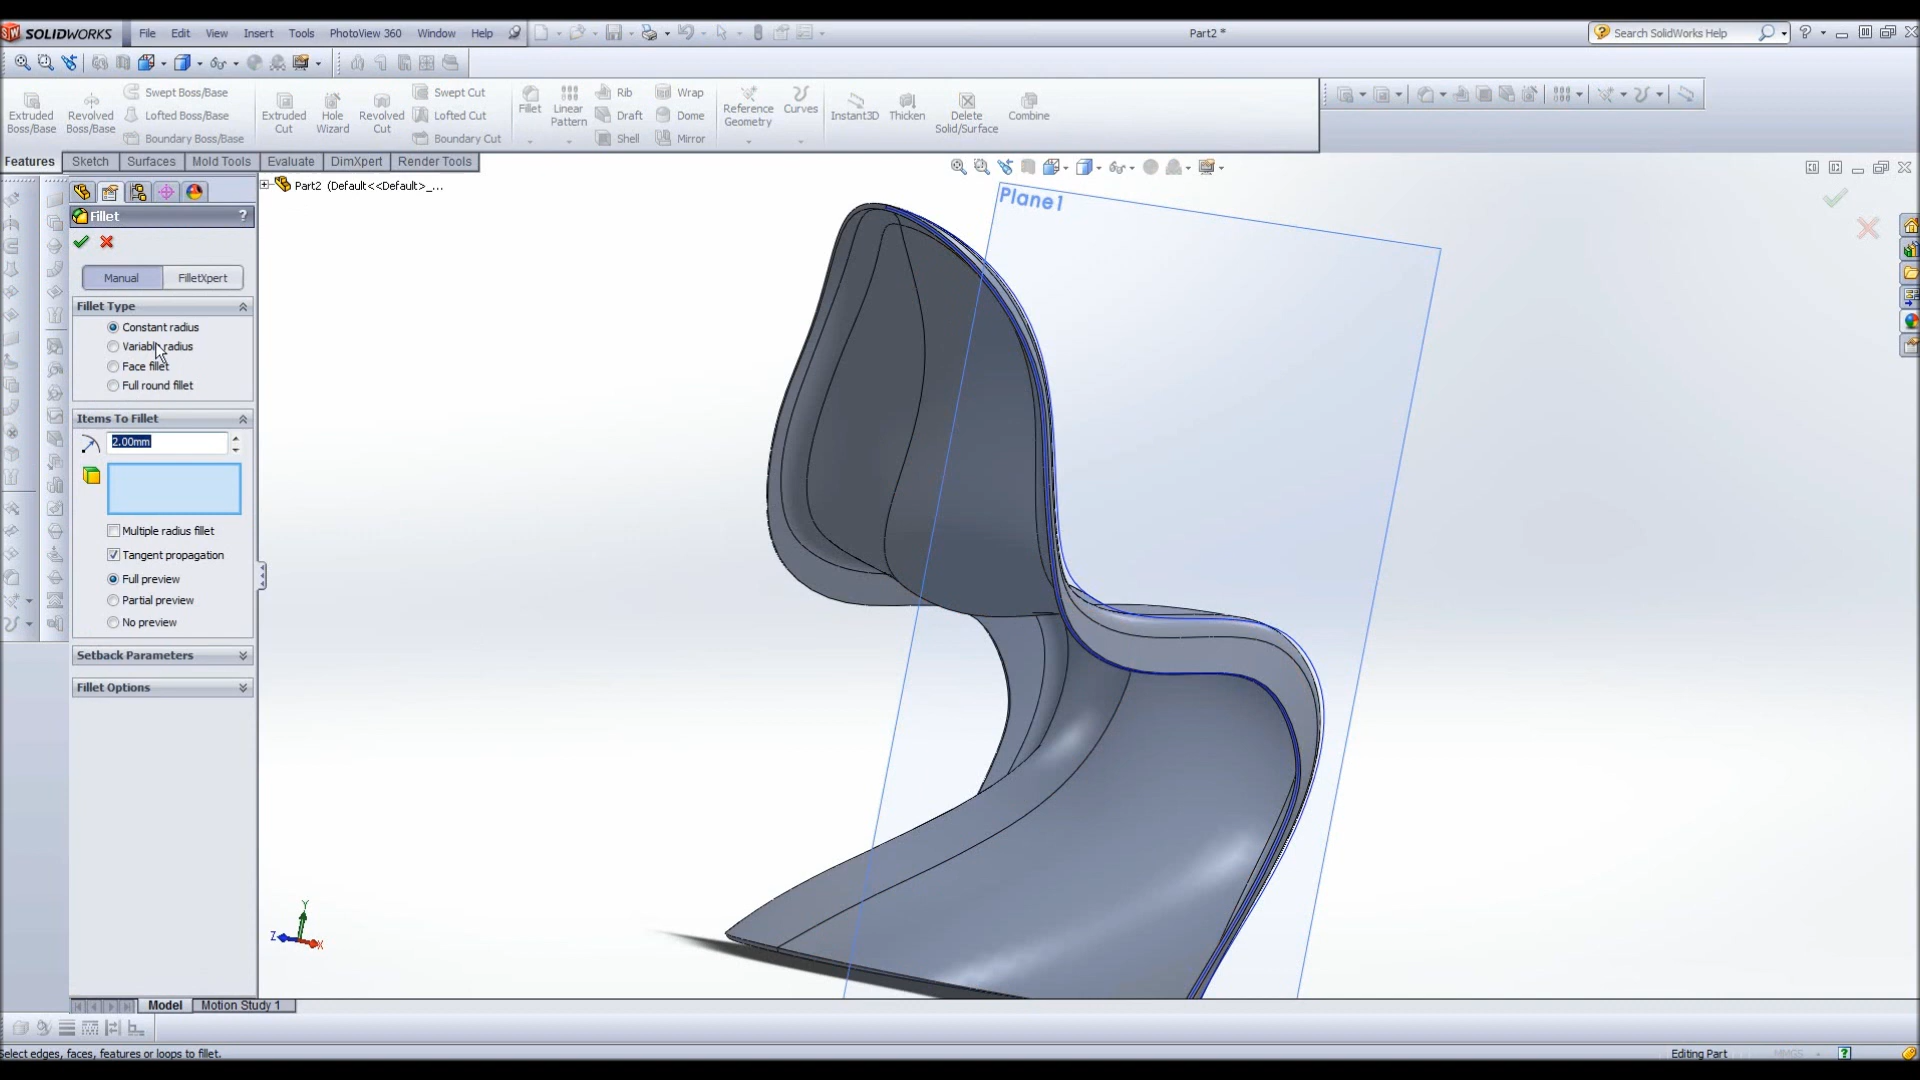 SOLIDWORKS File Edit View Insert Tools PhotoView 360 Window Help Part2 * Search SolidWorks Help
Extruded Boss/Base
Revolved Boss/Base
Swept Boss/Base
Lofted Boss/Base
Boundary Boss/Base
Extruded Cut
Hole Wizard
Revolved Cut
Swept Cut
Lofted Cut
Boundary Cut
Fillet
Linear Pattern
Rib
Draft
Shell
Wrap
Dome
Mirror
Reference Geometry
Curves
Instant3D
Thicken
Delete Solid/Surface
Combine
Features Sketch Surfaces Mold Tools Evaluate DimXpert Render Tools
Part2 (Default<<Default>_...
Plane1
Fillet ?
Manual FilletXpert
Fillet Type
Constant radius
Variable radius
Face fillet
Full round fillet
Items To Fillet
2.00mm
Multiple radius fillet
Tangent propagation
Full preview
Partial preview
No preview
Setback Parameters
Fillet Options
Y
Z X
Model Motion Study 1
Select edges, faces, features or loops to fillet. Editing Part MMGS